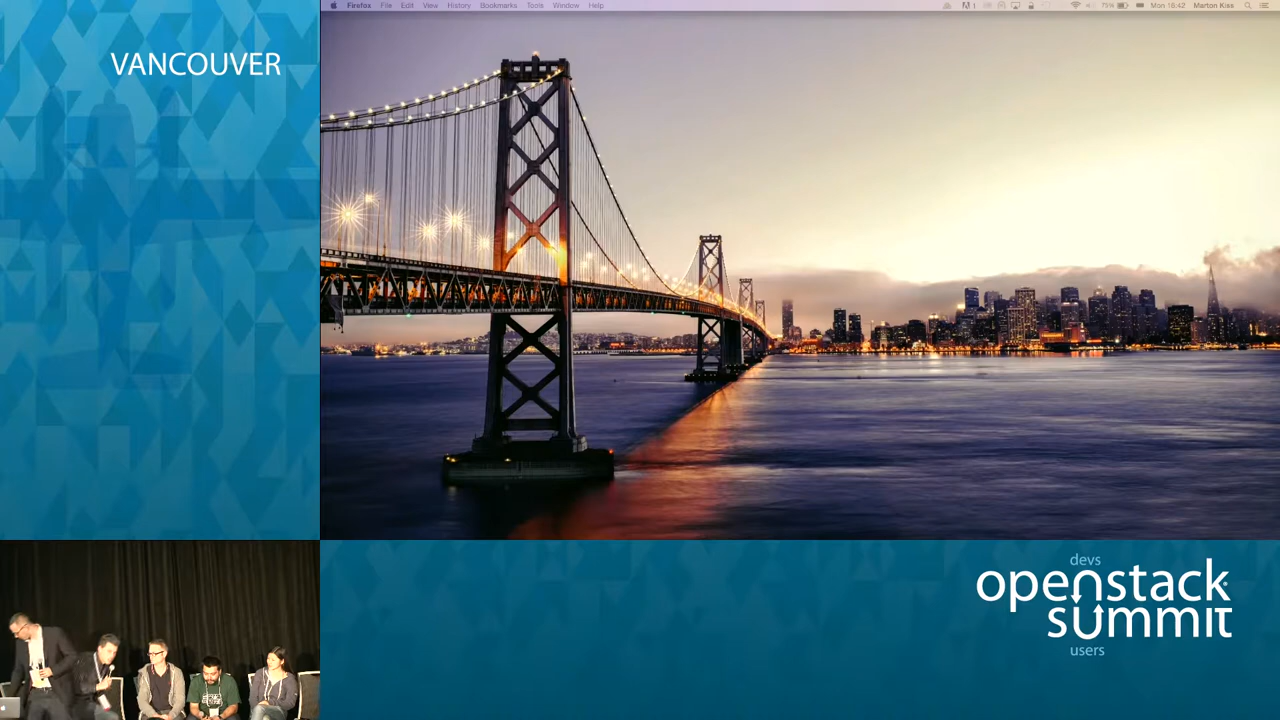 VANCOUVER
Firefox File Edit View History Bookmarks Tools Window Help
75% Mon 16:42 Marton Kiss
devs
openstack
summit
users